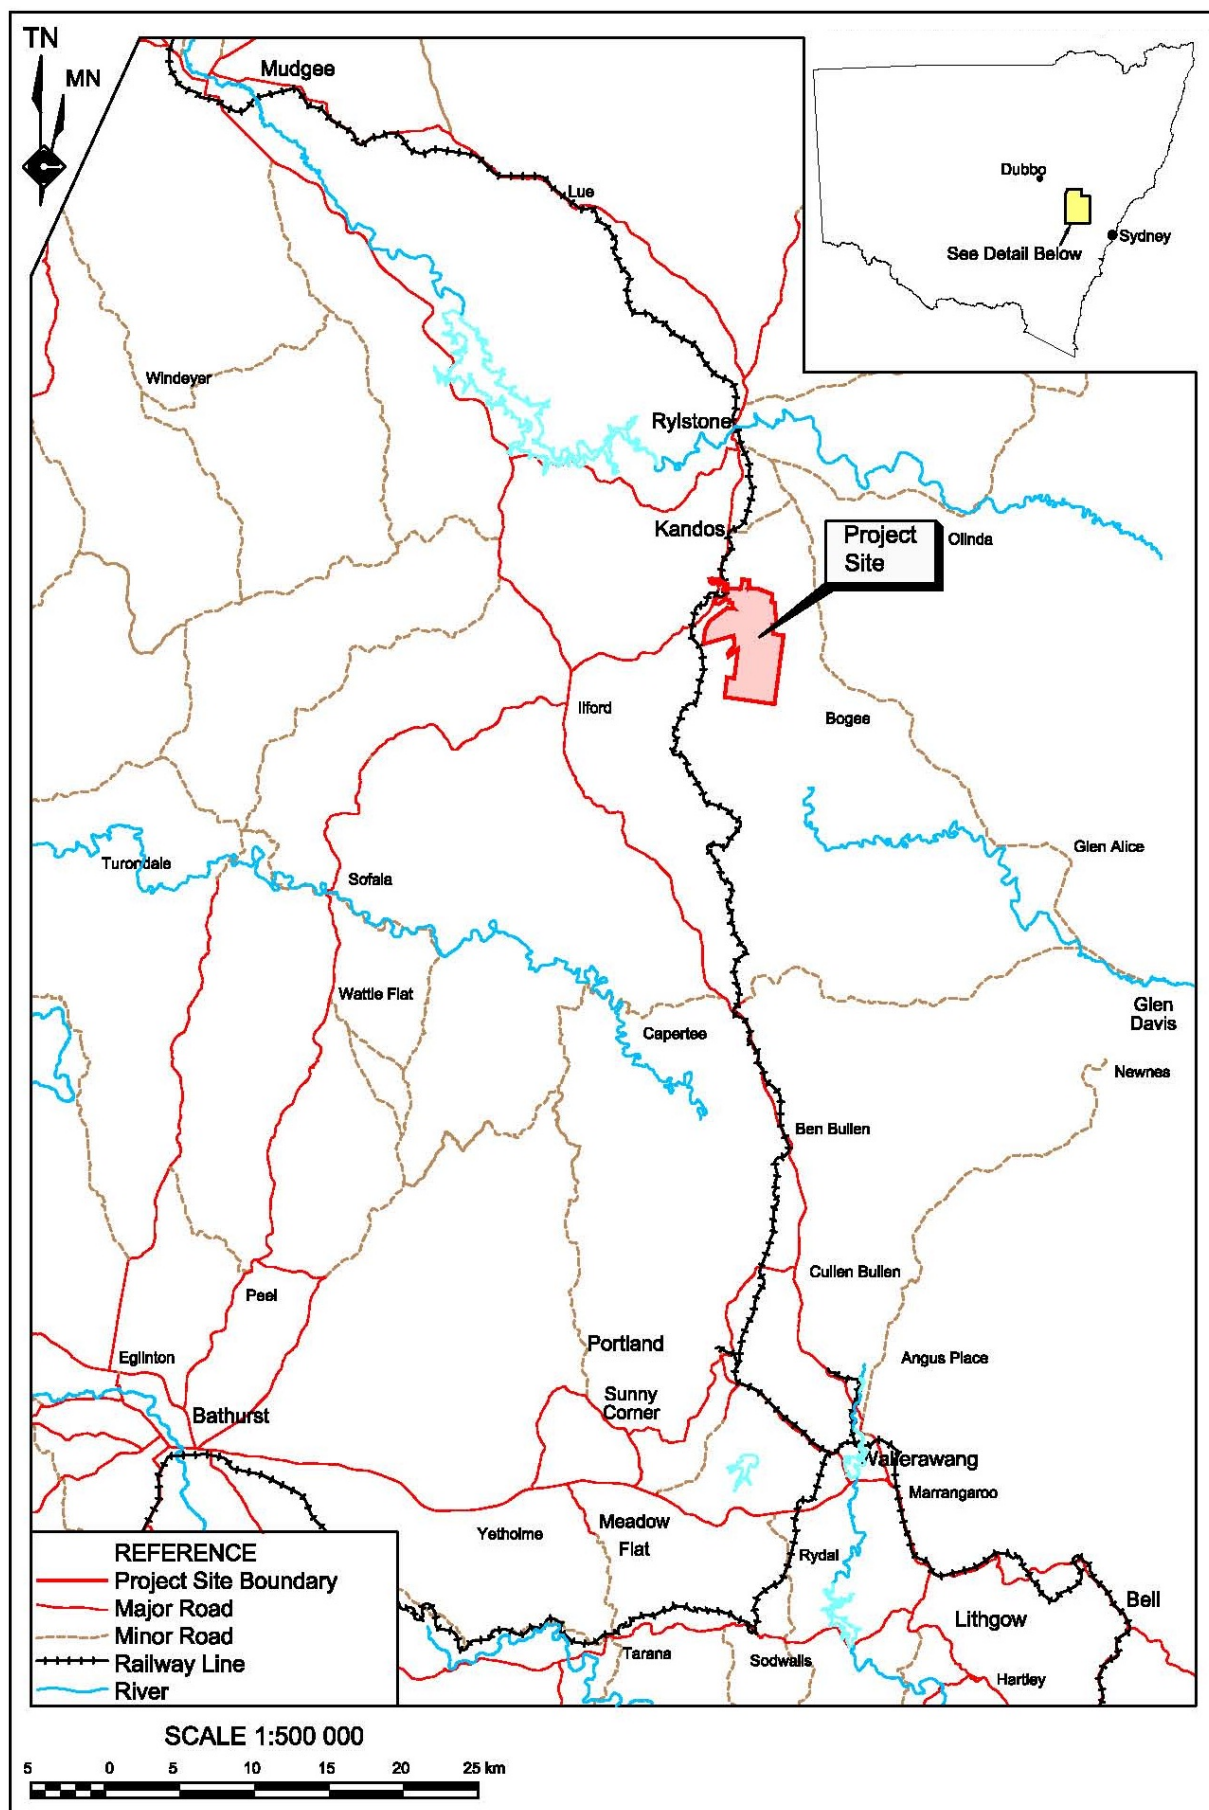 TN
MN
Mudgee
Dubbo
Sydney
See Detail Below
Lue
Windeyer
Rylstone
Kandos
Project
Site
Olinda
Ilford
Bogee
Turondale
Sofala
Glen Alice
Wattle Flat
Capertee
Glen
Davis
Newnes
Ben Bullen
Cullen Bullen
Peel
Portland
Eglinton
Angus Place
Sunny
Corner
Bathurst
Wallerawang
Marrangaroo
Yetholme
Meadow
Flat
Rydal
Bell
Lithgow
Tarana
Sodwalls
Hartley
REFERENCE
Project Site Boundary
Major Road
Minor Road
Railway Line
River
SCALE 1:500 000
5 0 5 10 15 20 25 km